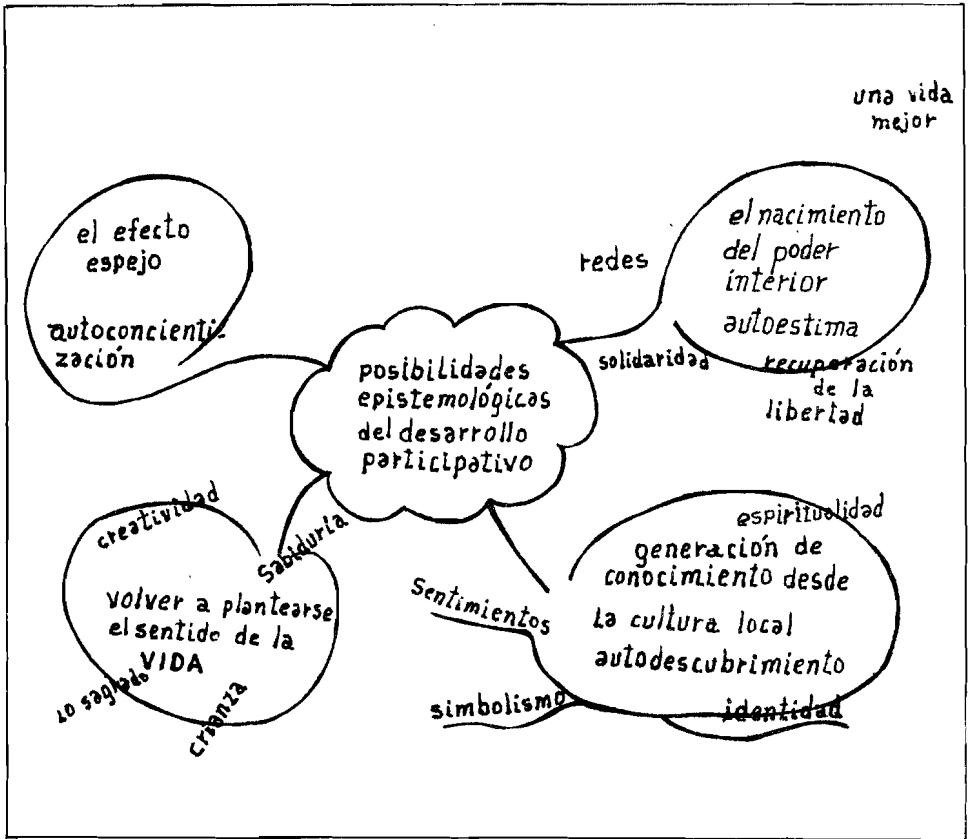 una vida
mejor
el efecto
espejo
autoconcienti-
zación
redes
solidaridad
el nacimiento
del poder
interior
autoestima
recuperación
de la
libertad
posibilidades
epistemológicas
del desarrollo
participativo
creatividad
Sabiduría
volver a plantearse
el sentido de la
VIDA
lo sagrado
crianza
Sentimientos
simbolismo
espiritualidad
generación de
conocimiento desde
La cultura local
autodescubrimiento
identidad